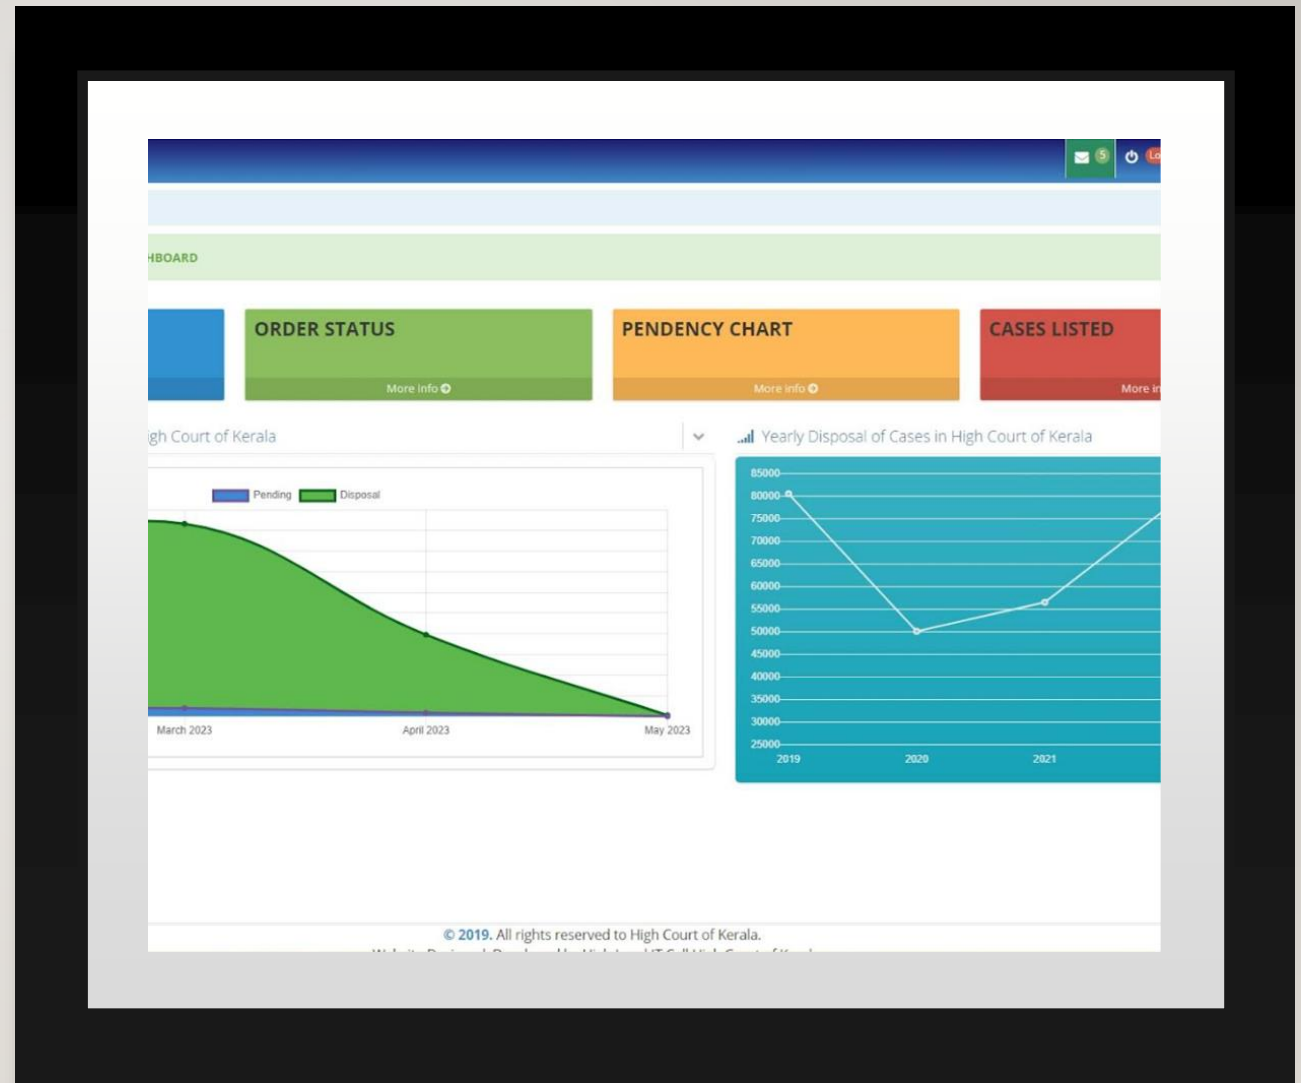 5 Lo
HBOARD
ORDER STATUS
More info
PENDENCY CHART
More info
CASES LISTED
More in
gh Court of Kerala
Pending Disposal
March 2023 April 2023 May 2023
Yearly Disposal of Cases in High Court of Kerala
85000
80000
75000
70000
65000
60000
55000
50000
45000
40000
35000
30000
25000
2019 2020 2021
© 2019. All rights reserved to High Court of Kerala.